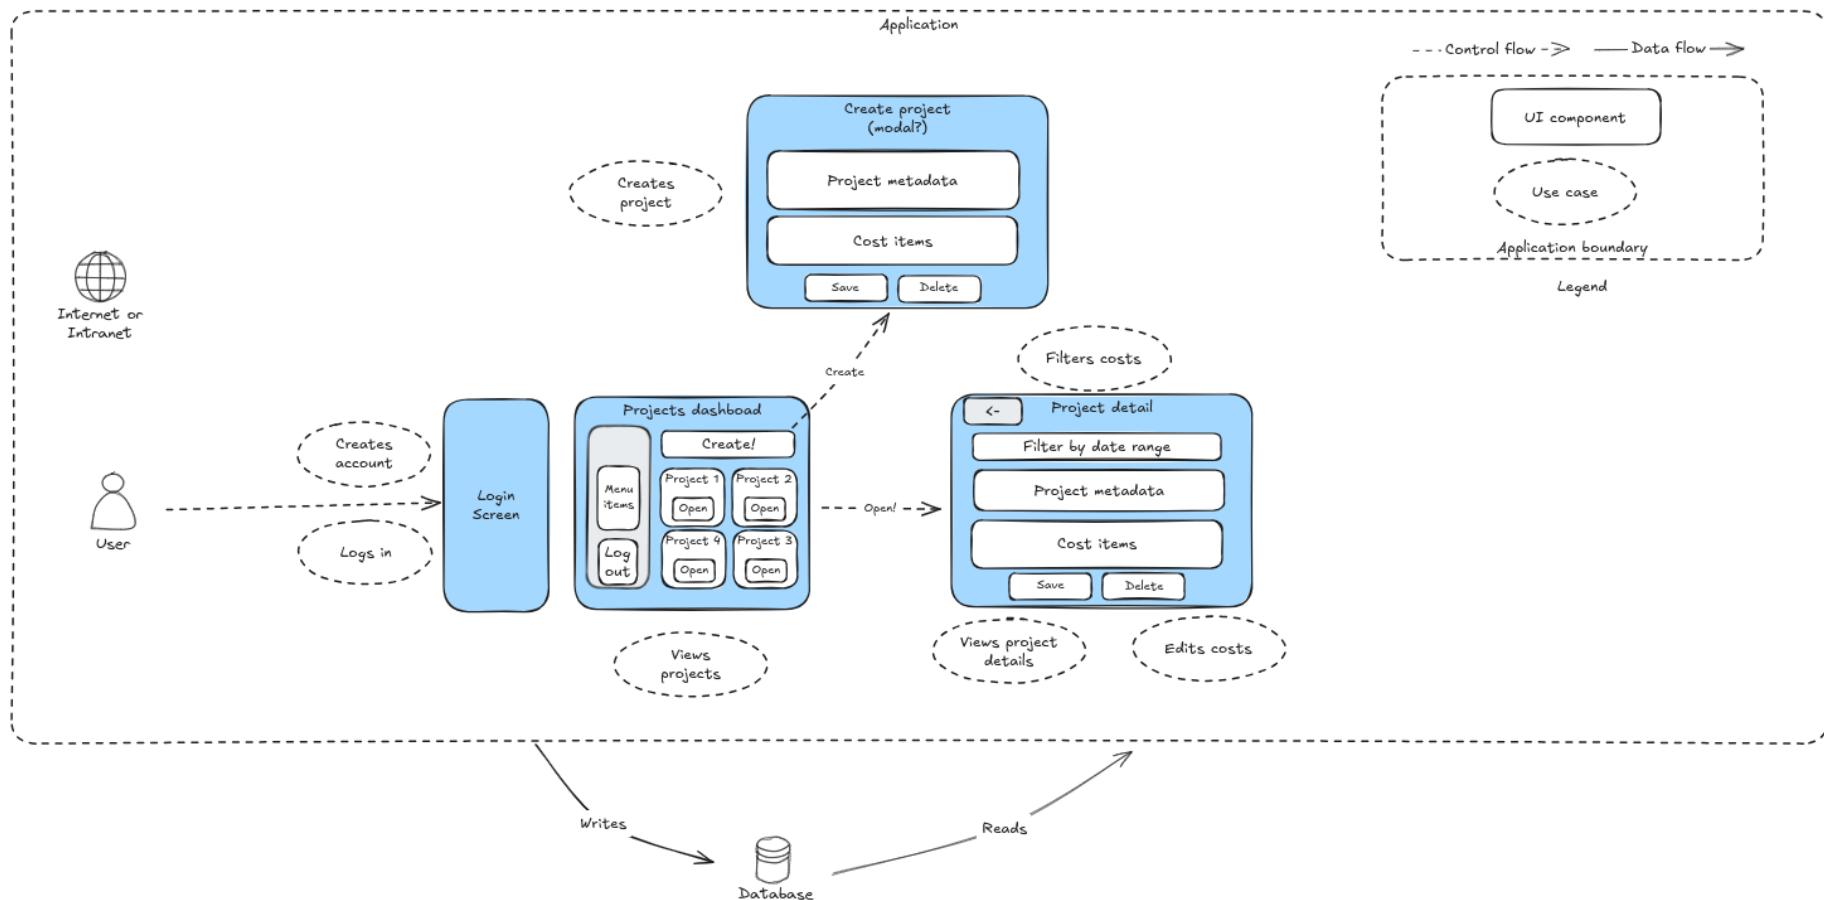 Application
Control flow
Data flow
UI component
Use case
Application boundary
Legend
Create project
(modal?)
Project metadata
Cost items
Save
Delete
Creates
project
Internet or
Intranet
Create
Filters costs
User
Creates
account
Logs in
Login
Screen
Projects dashboad
Create!
Menu
items
Log
out
Project 1
Open
Project 2
Open
Project 4
Open
Project 3
Open
Views
projects
Open!
<-
Project detail
Filter by date range
Project metadata
Cost items
Save
Delete
Views project
details
Edits costs
Writes
Reads
Database